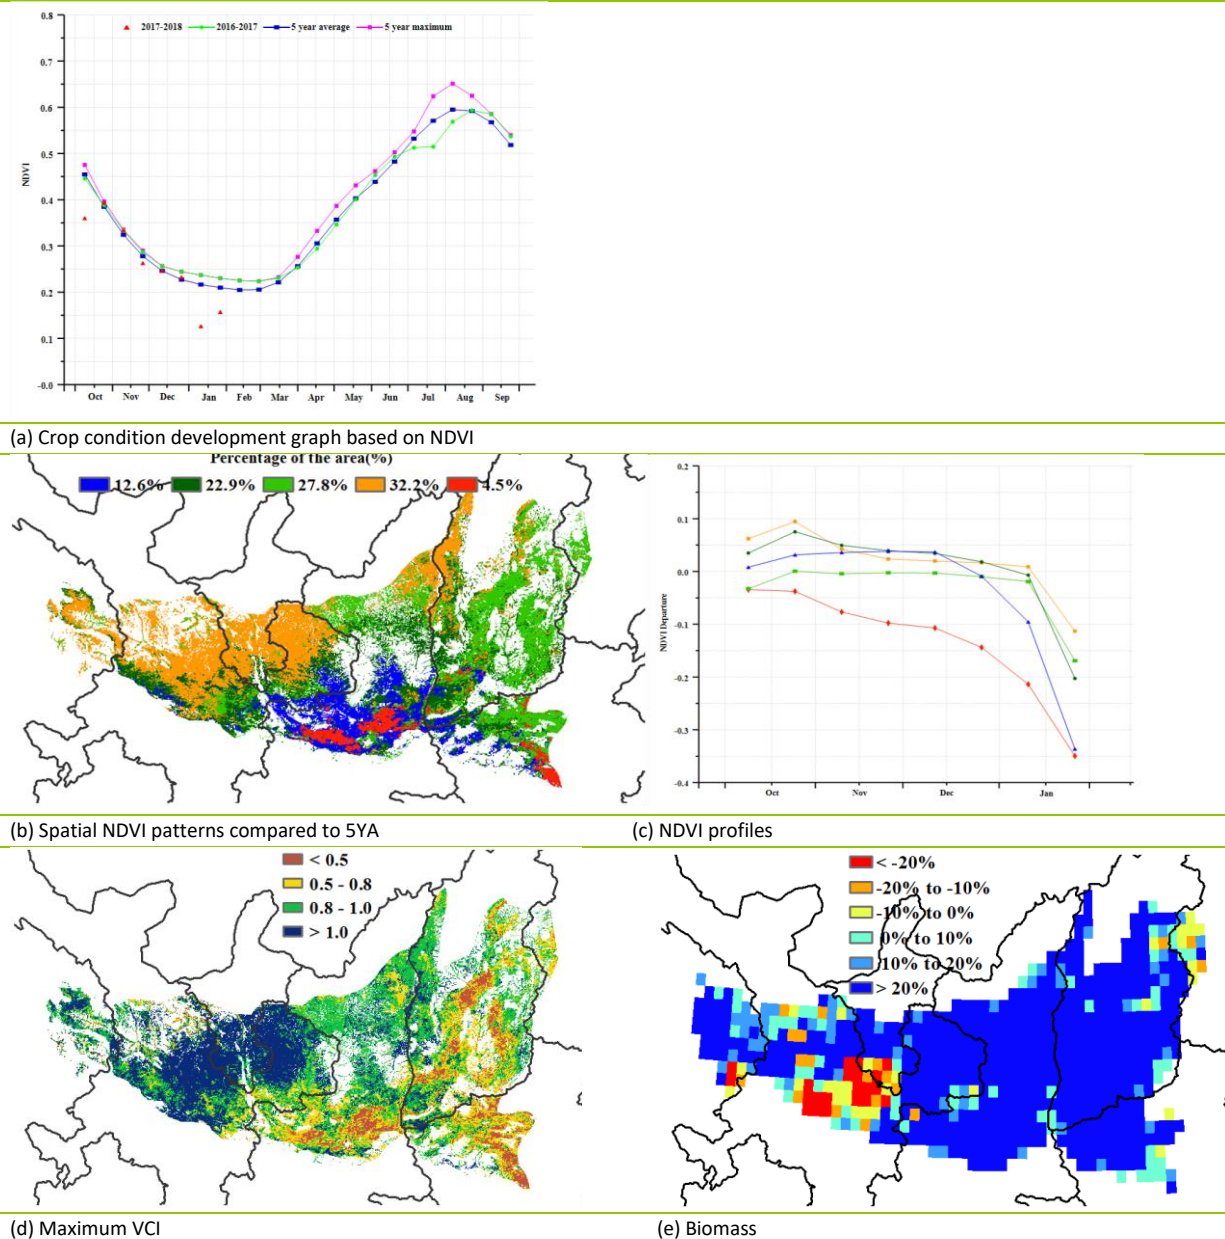 2017-2018 2016-2017 5 year average 5 year maximum
0.8
0.7
0.6
0.5
0.4
0.3
0.2
0.1
-0.0
NDVI
Oct Nov Dec Jan Feb Mar Apr May Jun Jul Aug Sep
(a) Crop condition development graph based on NDVI
Percentage of the area(%)
12.6% 22.9% 27.8% 32.2% 4.5%
0.2
0.1
0.0
-0.1
-0.2
-0.3
-0.4
NDVI Departure
Oct Nov Dec Jan
(b) Spatial NDVI patterns compared to 5YA (c) NDVI profiles
< 0.5
0.5 - 0.8
0.8 - 1.0
> 1.0
< -20%
-20% to -10%
-10% to 0%
0% to 10%
10% to 20%
> 20%
(d) Maximum VCI (e) Biomass